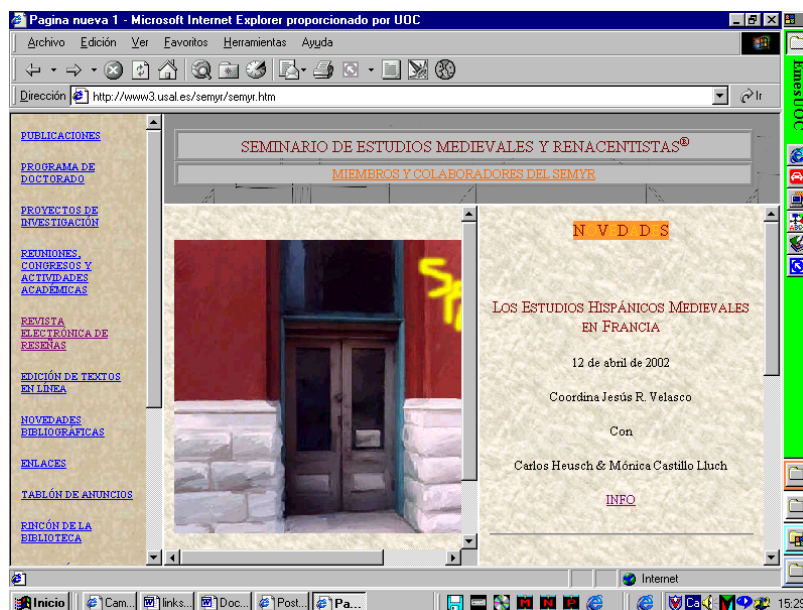 Pagina nueva 1 - Microsoft Internet Explorer proporcionado por UOC
Archivo Edición Ver Favoritos Herramientas Ayuda
Dirección http://www3.usal.es/semyr/semyr.htm Ir
EinesUOC
PUBLICACIONES
PROGRAMA DE
DOCTORADO
PROYECTOS DE
INVESTIGACIÓN
REUNIONES,
CONGRESOS Y
ACTIVIDADES
ACADÉMICAS
REVISTA
ELECTRÓNICA DE
RESEÑAS
EDICIÓN DE TEXTOS
EN LÍNEA
NOVEDADES
BIBLIOGRÁFICAS
ENLACES
TABLÓN DE ANUNCIOS
RINCÓN DE LA
BIBLIOTECA
SEMINARIO DE ESTUDIOS MEDIEVALES Y RENACENTISTAS®
MIEMBROS Y COLABORADORES DEL SEMYR
N V D D S
LOS ESTUDIOS HISPÁNICOS MEDIEVALES
EN FRANCIA
12 de abril de 2002
Coordina Jesús R. Velasco
Con
Carlos Heusch & Mónica Castillo Lluch
INFO
Internet
Inicio Cam... links... Doc... Post... Pa... M N P Ca 15:29